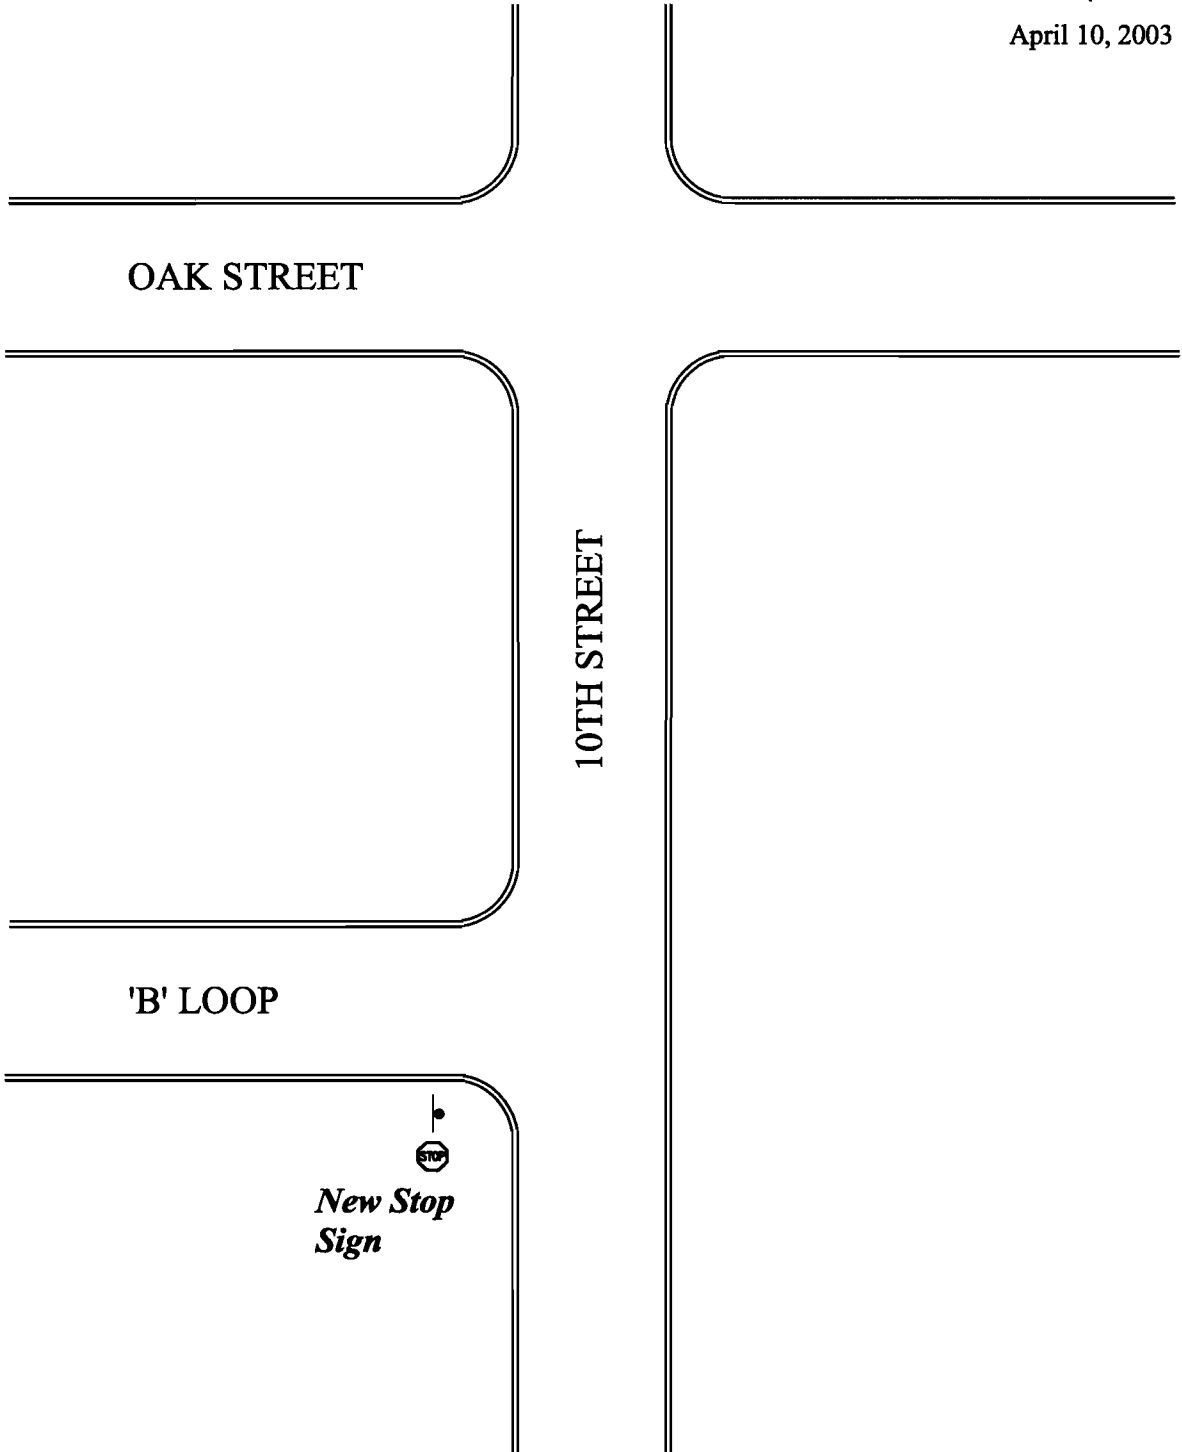 April 10, 2003
OAK STREET
10TH STREET
'B' LOOP
STOP
New Stop
Sign